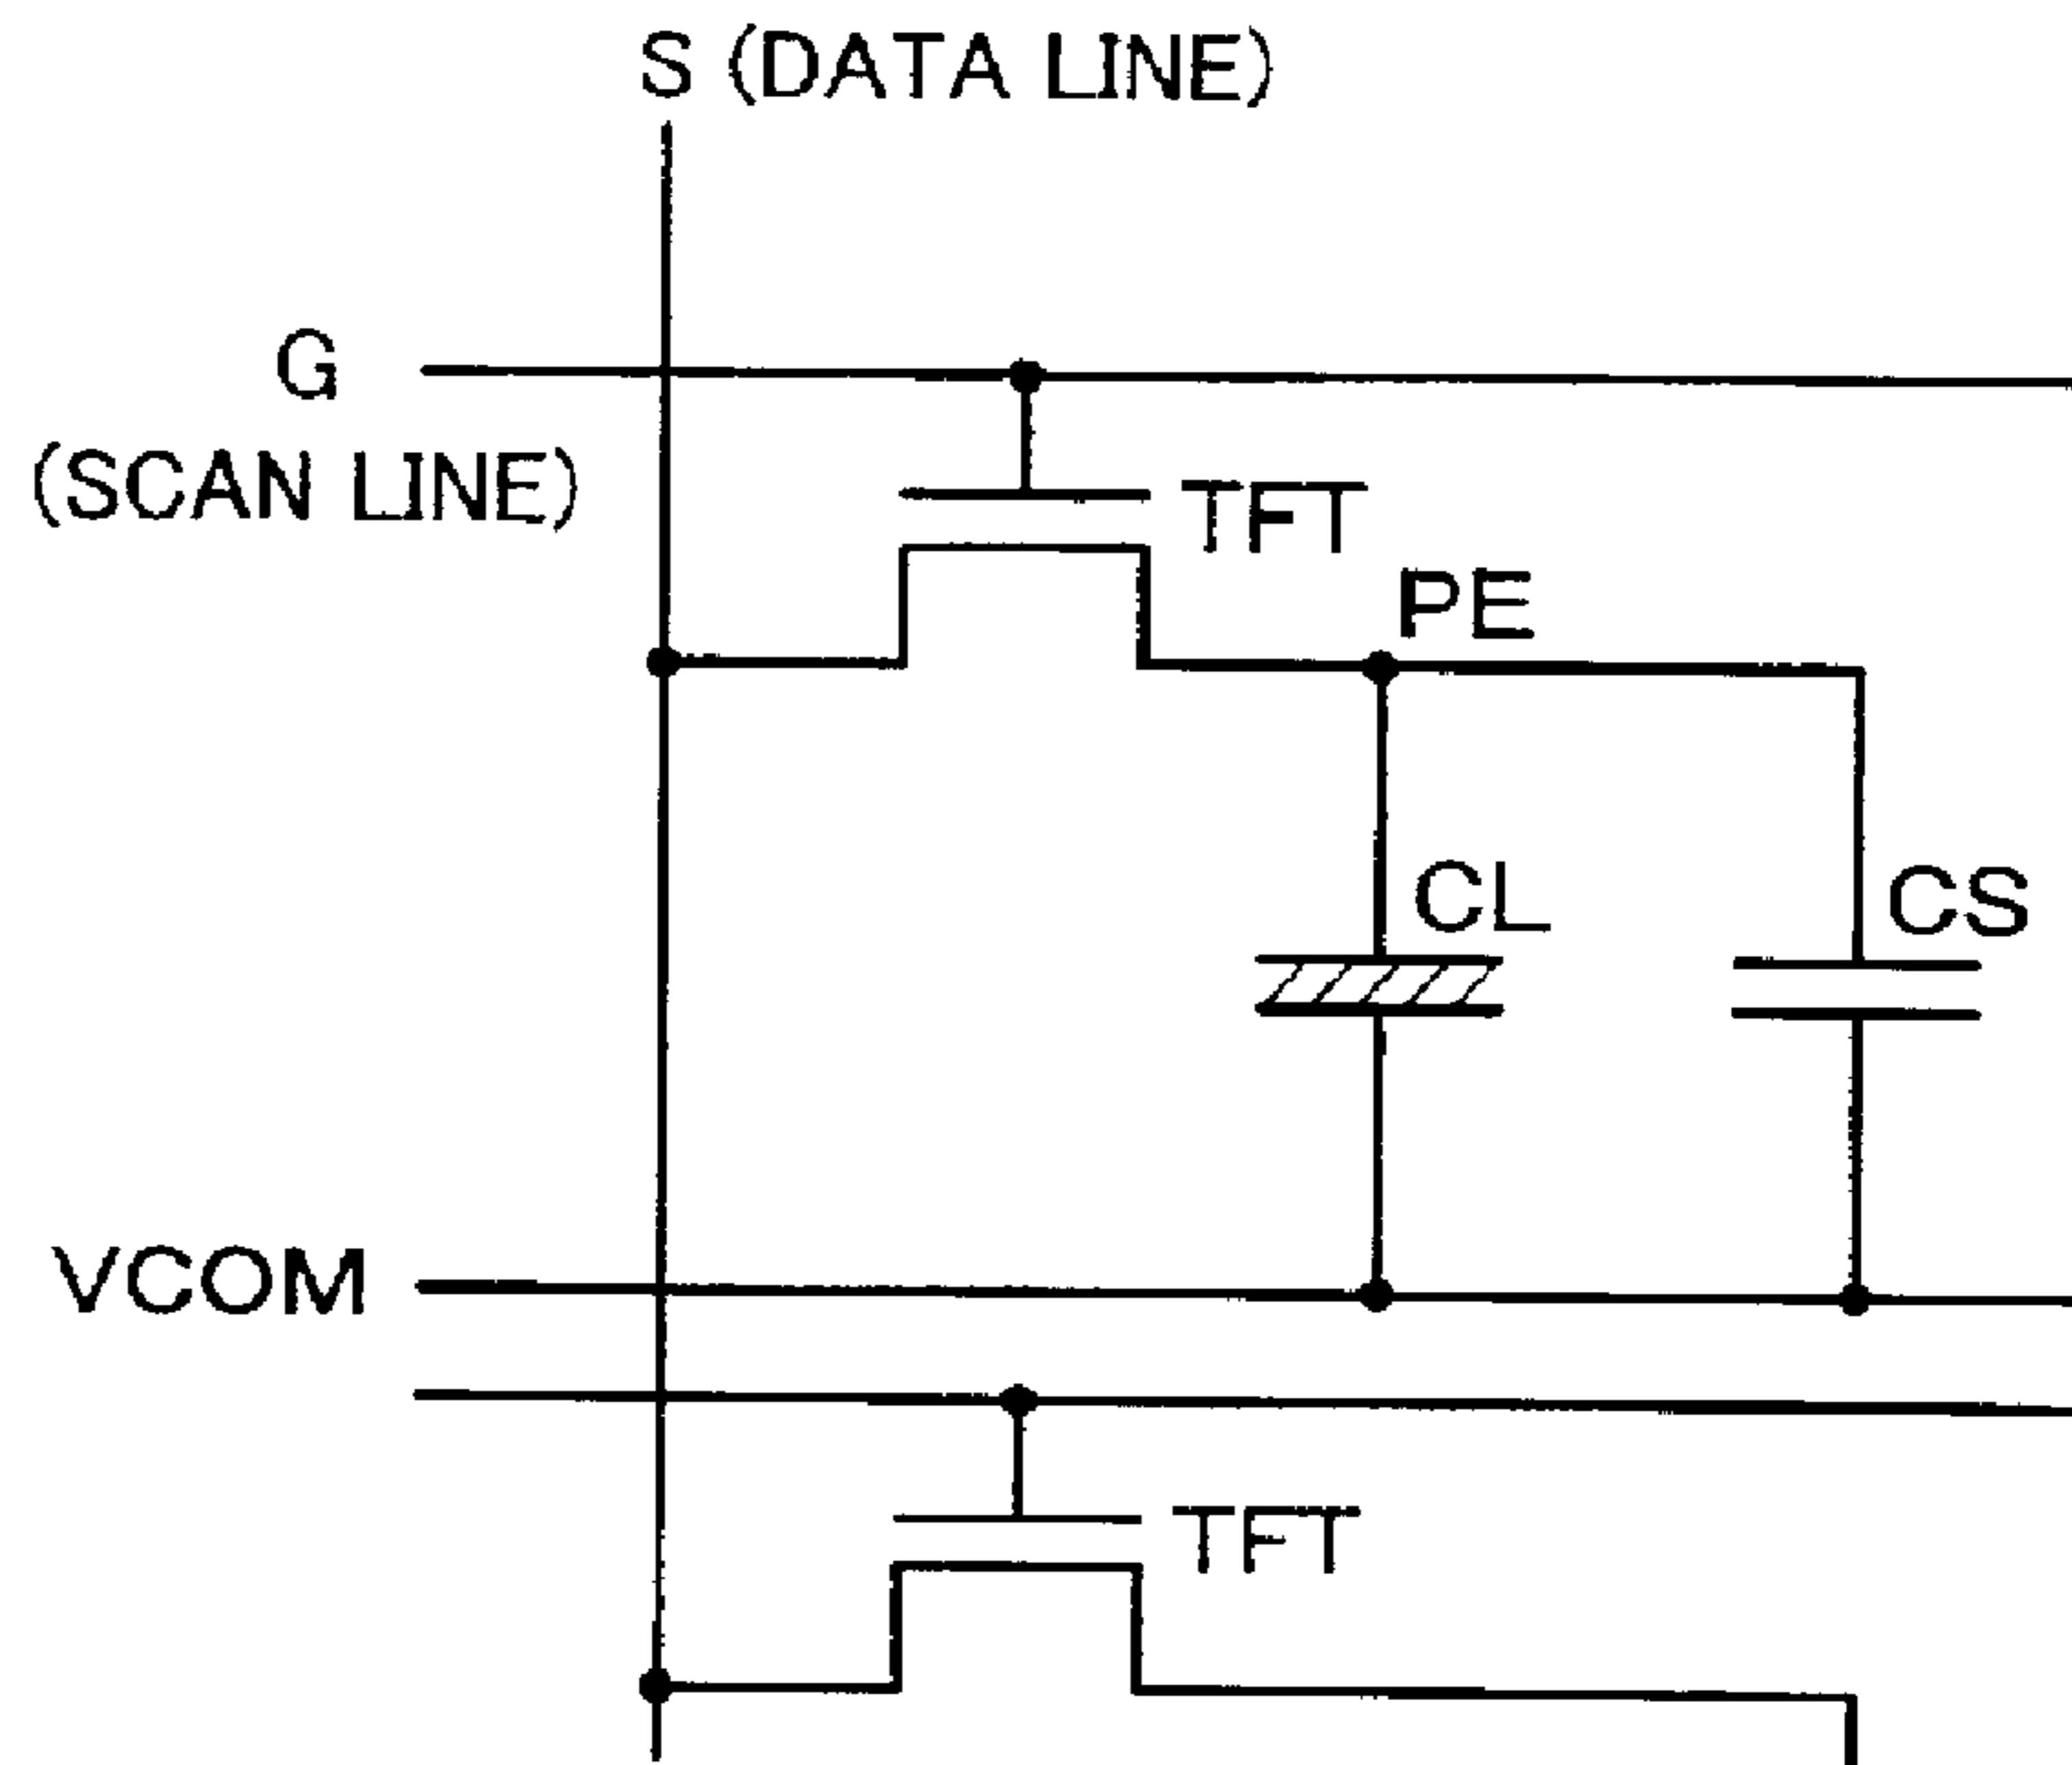 S (DATA LINE)
G
(SCAN LINE)
TFT
PE
CL
CS
VCOM
TFT